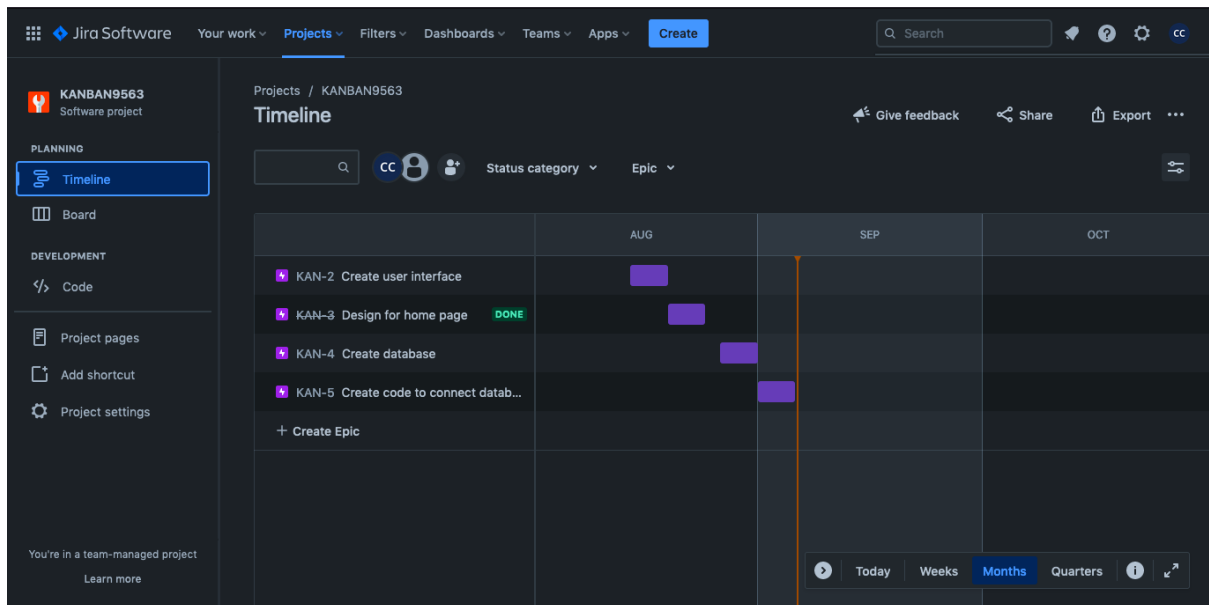 Jira Software Your work Projects Filters Dashboards Teams Apps Create Search CC
KANBAN9563
Software project
PLANNING
Timeline
Board
DEVELOPMENT
Code
Project pages
Add shortcut
Project settings
You're in a team-managed project
Learn more
Projects / KANBAN9563
Timeline
Give feedback Share Export
CC Status category Epic
AUG SEP OCT
KAN-2 Create user interface
KAN-3 Design for home page DONE
KAN-4 Create database
KAN-5 Create code to connect datab...
+ Create Epic
Today Weeks Months Quarters